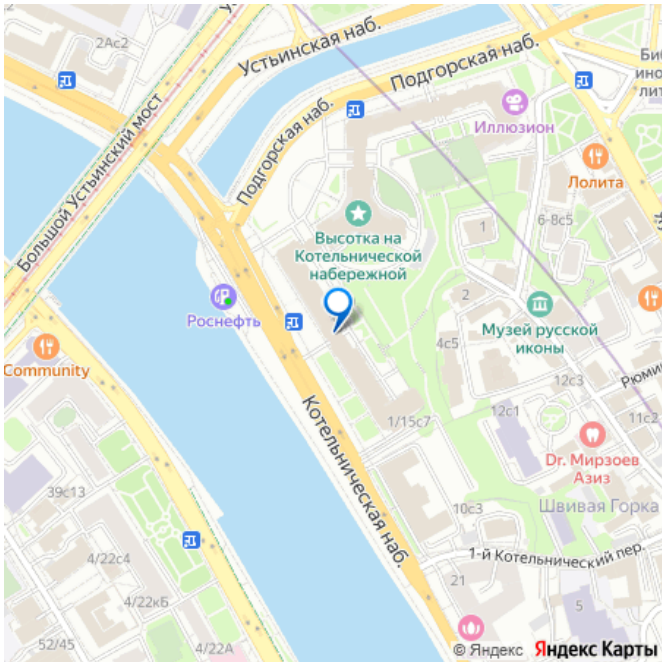 2Ас2
Устьинская наб.
Подгорская наб.
Подгорская наб.
Большой Устьинский мост
Иллюзион
Лолита
6-8с5
1
Высотка на
Котельнической
набережной
Роснефть
2
Музей русской
иконы
4с5
Community
12с3
11с2
12с1
1/15с7
Котельническая наб.
Dr. Мирзоев
Азиз
39с13
10с3
Швивая Горка
1-й Котельнический пер.
4/22с4
21
4/22кБ
5
52/45
4/22А
© Яндекс Яндекс Карты